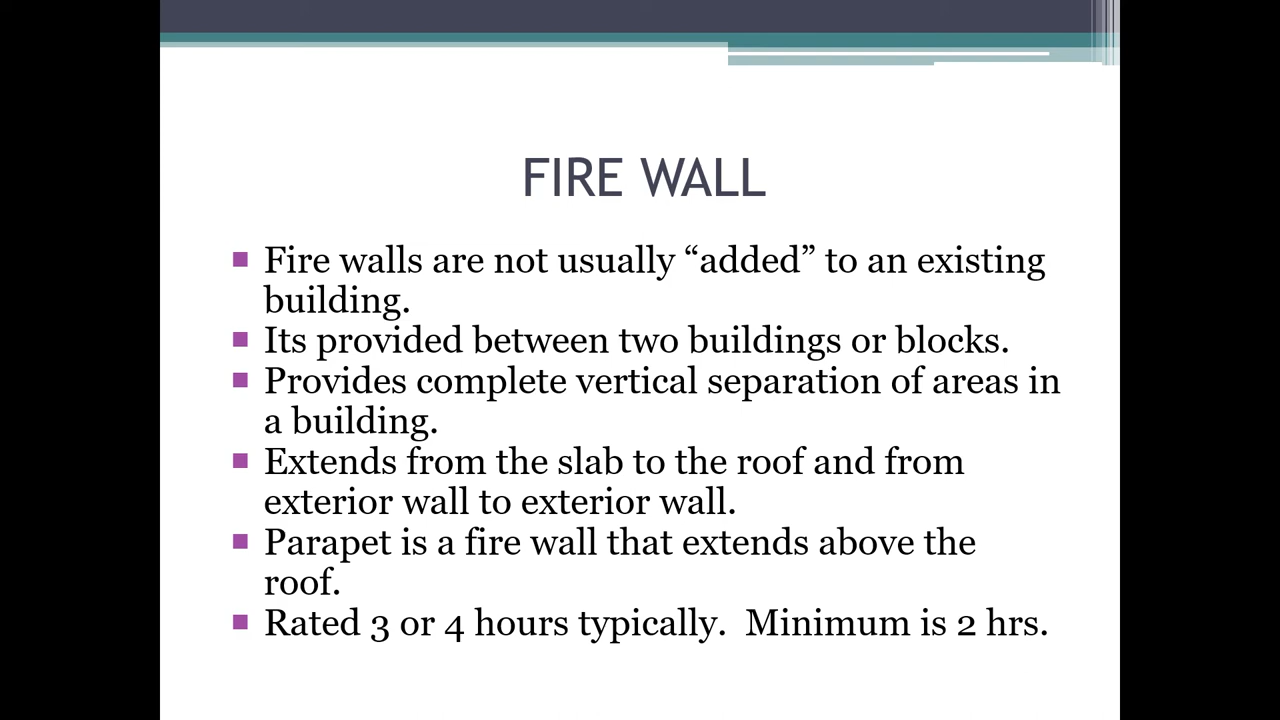 FIRE WALL
Fire walls are not usually “added” to an existing
building.
Its provided between two buildings or blocks.
Provides complete vertical separation of areas in
a building.
Extends from the slab to the roof and from
exterior wall to exterior wall.
Parapet is a fire wall that extends above the
roof.
Rated 3 or 4 hours typically.  Minimum is 2 hrs.